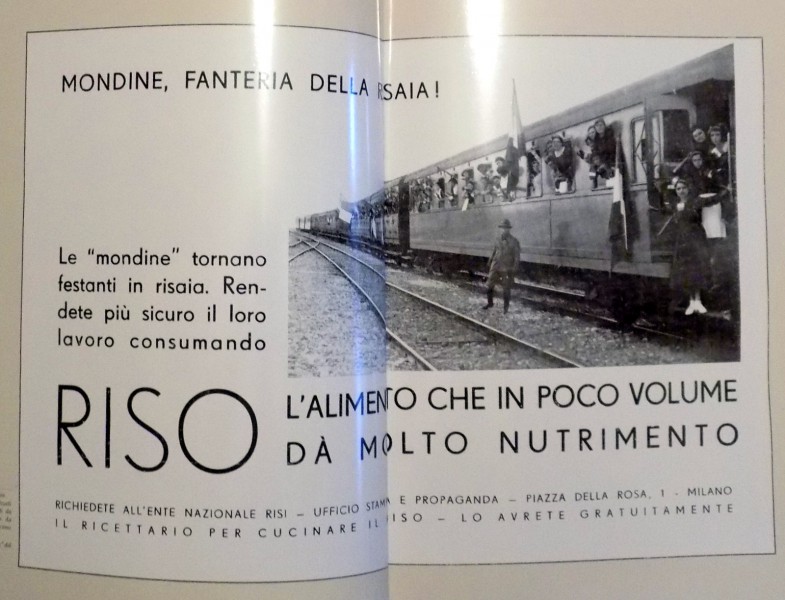 MONDINE, FANTERIA DELLA RISAIA!
Le "mondine" tornano
festanti in risaia. Ren-
dete più sicuro il loro
lavoro consumando
RISO
L'ALIMENTO CHE IN POCO VOLUME
DÀ MOLTO NUTRIMENTO
RICHIEDETE ALL'ENTE NAZIONALE RISI – UFFICIO STAMPA E PROPAGANDA – PIAZZA DELLA ROSA, 1 - MILANO
IL RICETTARIO PER CUCINARE IL RISO – LO AVRETE GRATUITAMENTE